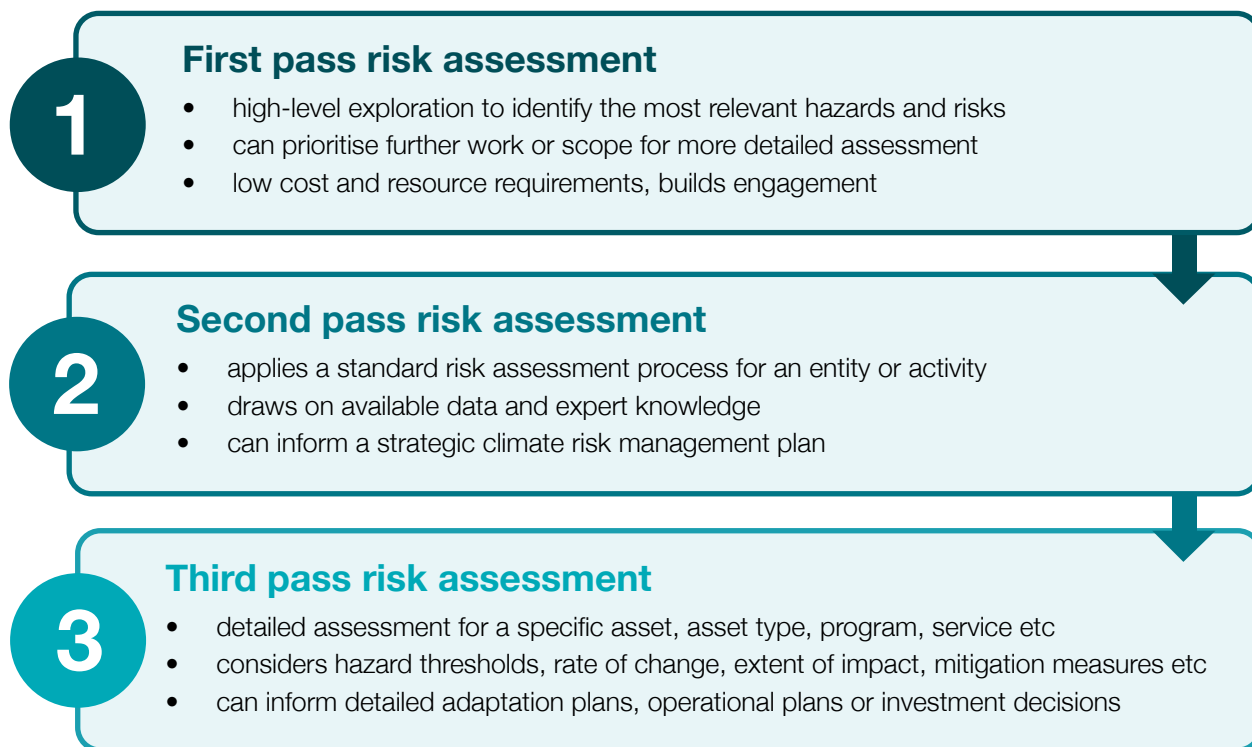 1
First pass risk assessment
• high-level exploration to identify the most relevant hazards and risks
• can prioritise further work or scope for more detailed assessment
• low cost and resource requirements, builds engagement
2
Second pass risk assessment
• applies a standard risk assessment process for an entity or activity
• draws on available data and expert knowledge
• can inform a strategic climate risk management plan
3
Third pass risk assessment
• detailed assessment for a specific asset, asset type, program, service etc
• considers hazard thresholds, rate of change, extent of impact, mitigation measures etc
• can inform detailed adaptation plans, operational plans or investment decisions